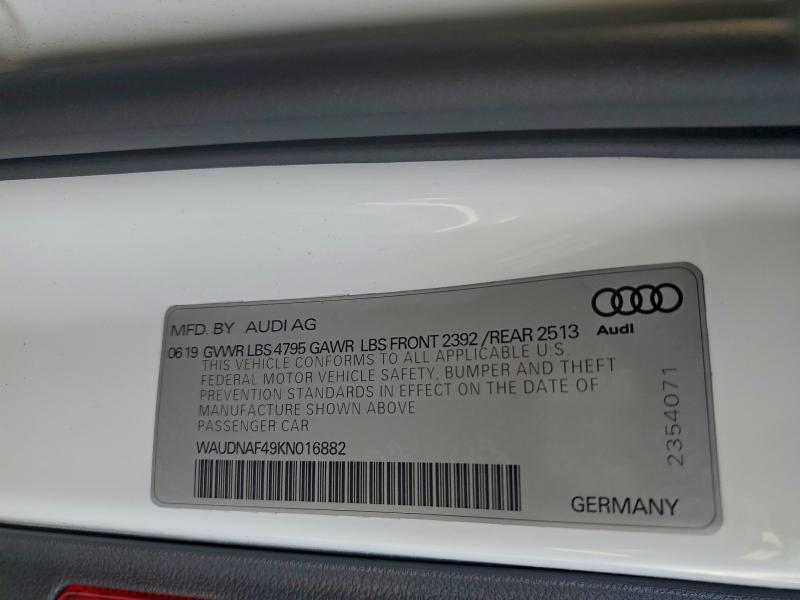 MFD. BY AUDI AG
Audi
0619 GVWR LBS 4795 GAWR LBS FRONT 2392 /REAR 2513
THIS VEHICLE CONFORMS TO ALL APPLICABLE U.S.
FEDERAL MOTOR VEHICLE SAFETY, BUMPER AND THEFT
PREVENTION STANDARDS IN EFFECT ON THE DATE OF
MANUFACTURE SHOWN ABOVE
PASSENGER CAR
WAUDNAF49KN016882
GERMANY
2354071